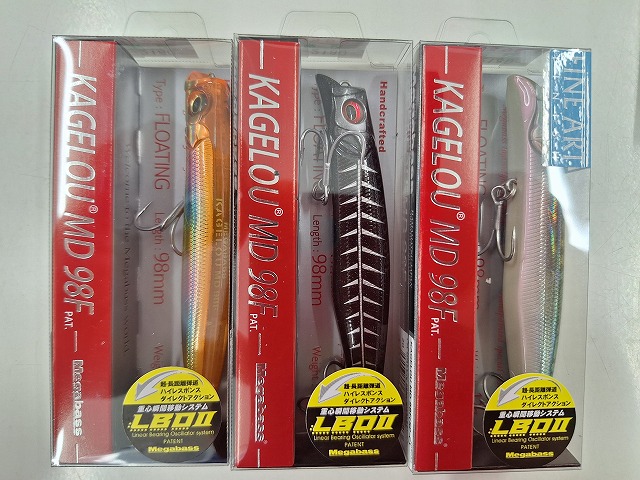 KAGELOU® MD 98F
PAT.
Megabass
Type: FLOATING
Length: 98mm
超・長距離弾道
ハイレスポンス
ダイレクトアクション
重心瞬間移動システム
LBOII
Linear Bearing Oscillator system
PATENT
Megabass
KAGELOU® MD 98F
PAT.
Megabass
Handcrafted
Length: 98mm
超・長距離弾道
ハイレスポンス
ダイレクトアクション
重心瞬間移動システム
LBOII
Linear Bearing Oscillator system
PATENT
Megabass
KAGELOU® MD 98F
PAT.
Megabass
FINE ART
超・長距離弾道
ハイレスポンス
ダイレクトアクション
重心瞬間移動システム
LBOII
Linear Bearing Oscillator system
PATENT
Megabass